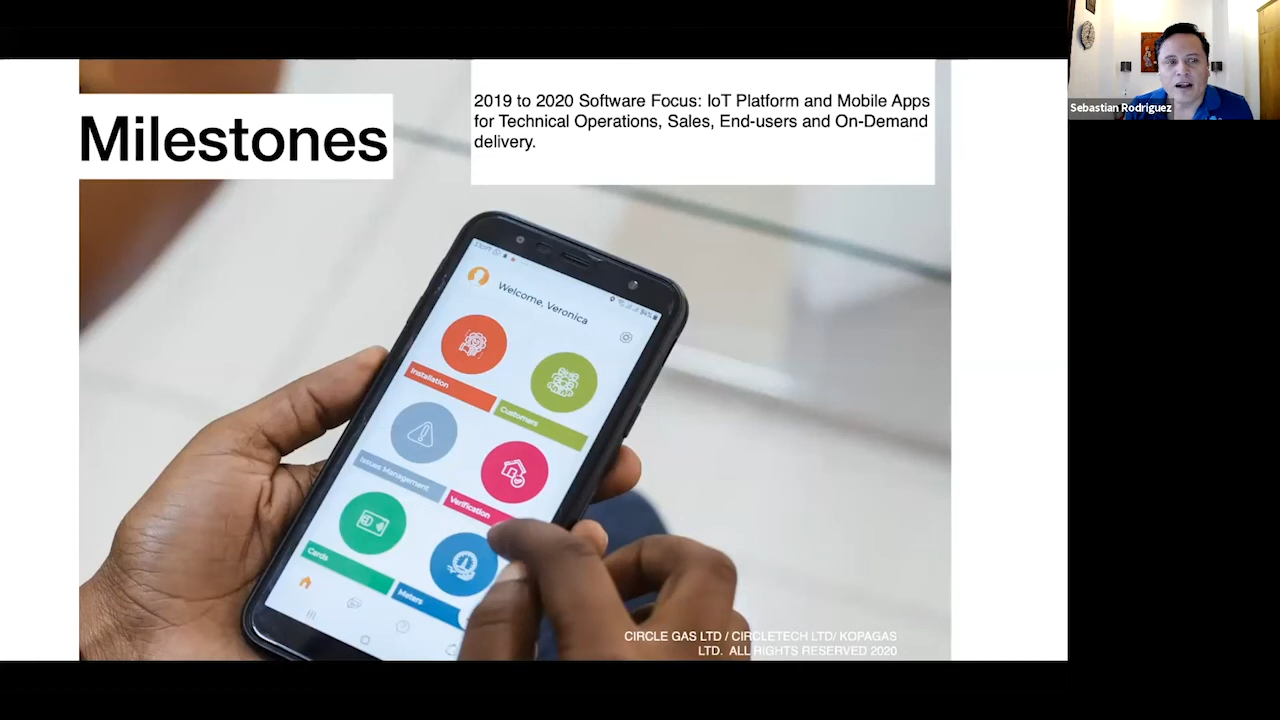 Milestones
2019 to 2020 Software Focus: IoT Platform and Mobile Apps
for Technical Operations, Sales, End-users and On-Demand
delivery.
Sebastian Rodriguez
Welcome, Veronica
Installation
Customers
Issues Management
Verification
Cards
Meters
CIRCLE GAS LTD / CIRCLETECH LTD/ KOPAGAS
LTD. ALL RIGHTS RESERVED 2020